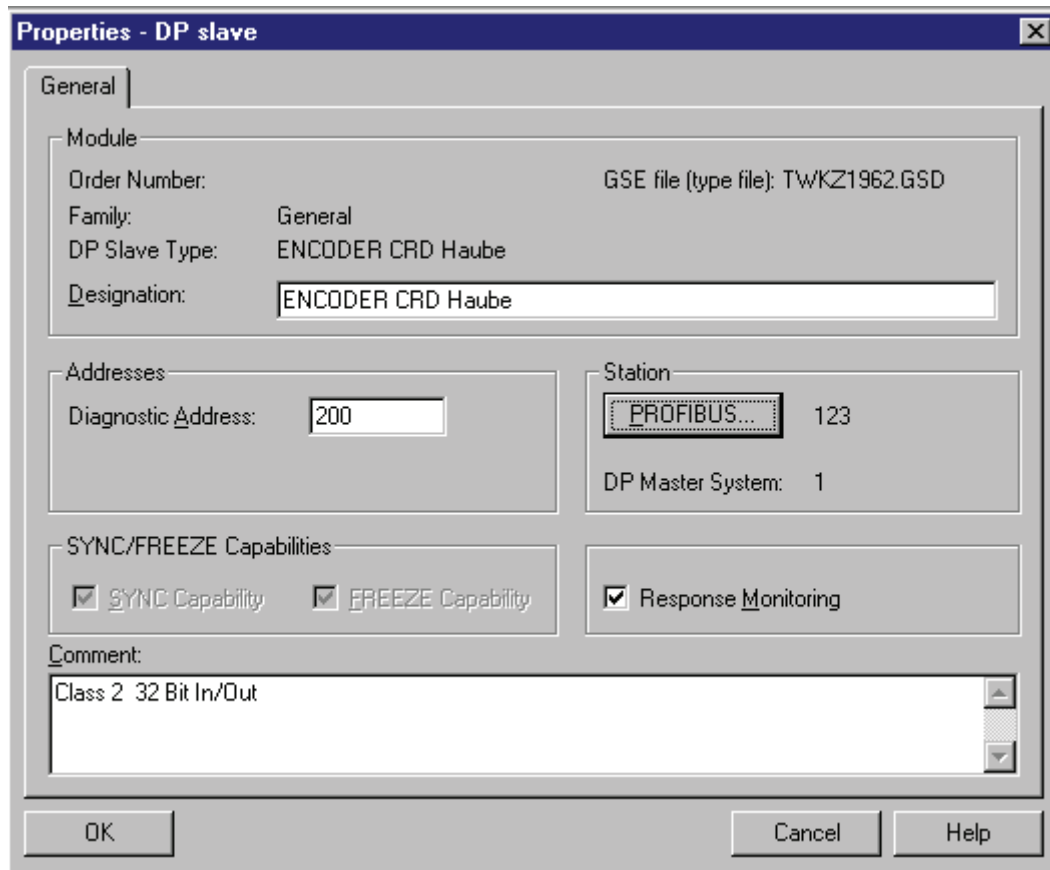 Properties - DP slave
General
Module
Order Number: GSE file (type file): TWKZ1962.GSD
Family: General
DP Slave Type: ENCODER CRD Haube
Designation: ENCODER CRD Haube
Addresses
Diagnostic Address: 200
Station
PROFIBUS... 123
DP Master System: 1
SYNC/FREEZE Capabilities
SYNC Capability FREEZE Capability
Response Monitoring
Comment:
Class 2  32 Bit In/Out
OK Cancel Help